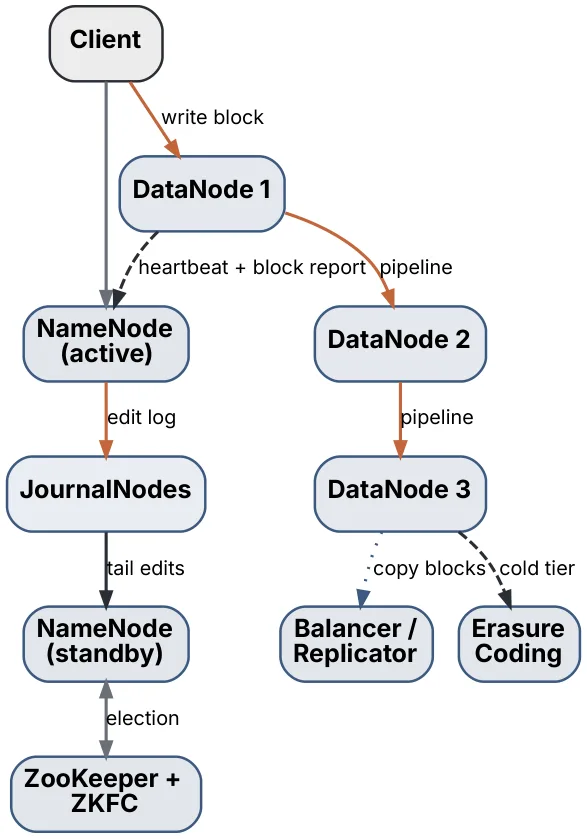 Client
write block
DataNode 1
heartbeat + block report
pipeline
NameNode
(active)
DataNode 2
edit log
pipeline
JournalNodes
DataNode 3
tail edits
copy blocks
cold tier
NameNode
(standby)
Balancer /
Replicator
Erasure
Coding
election
ZooKeeper +
ZKFC